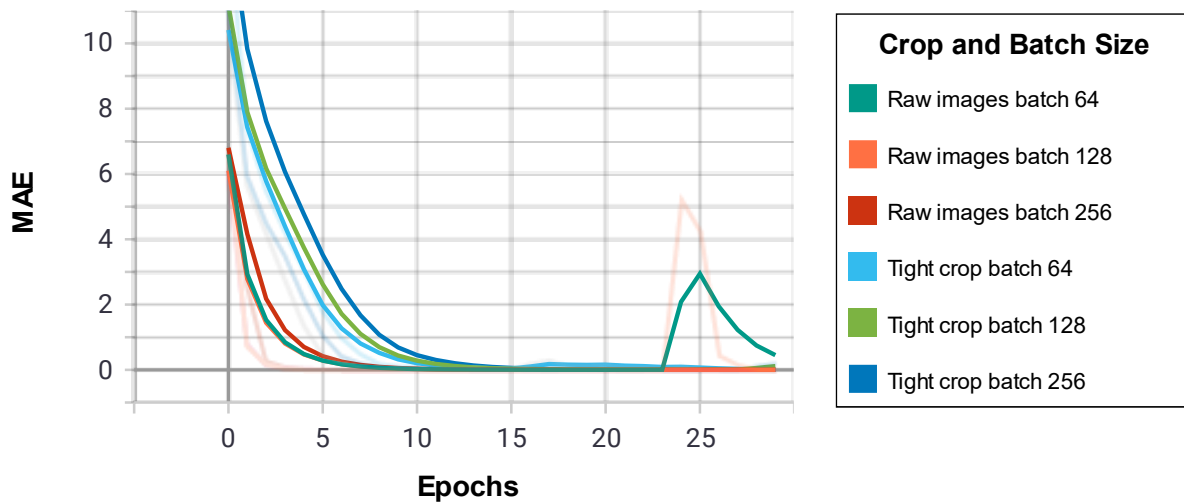 10
8
6
4
2
0
MAE
0 5 10 15 20 25
Epochs
Crop and Batch Size
Raw images batch 64
Raw images batch 128
Raw images batch 256
Tight crop batch 64
Tight crop batch 128
Tight crop batch 256